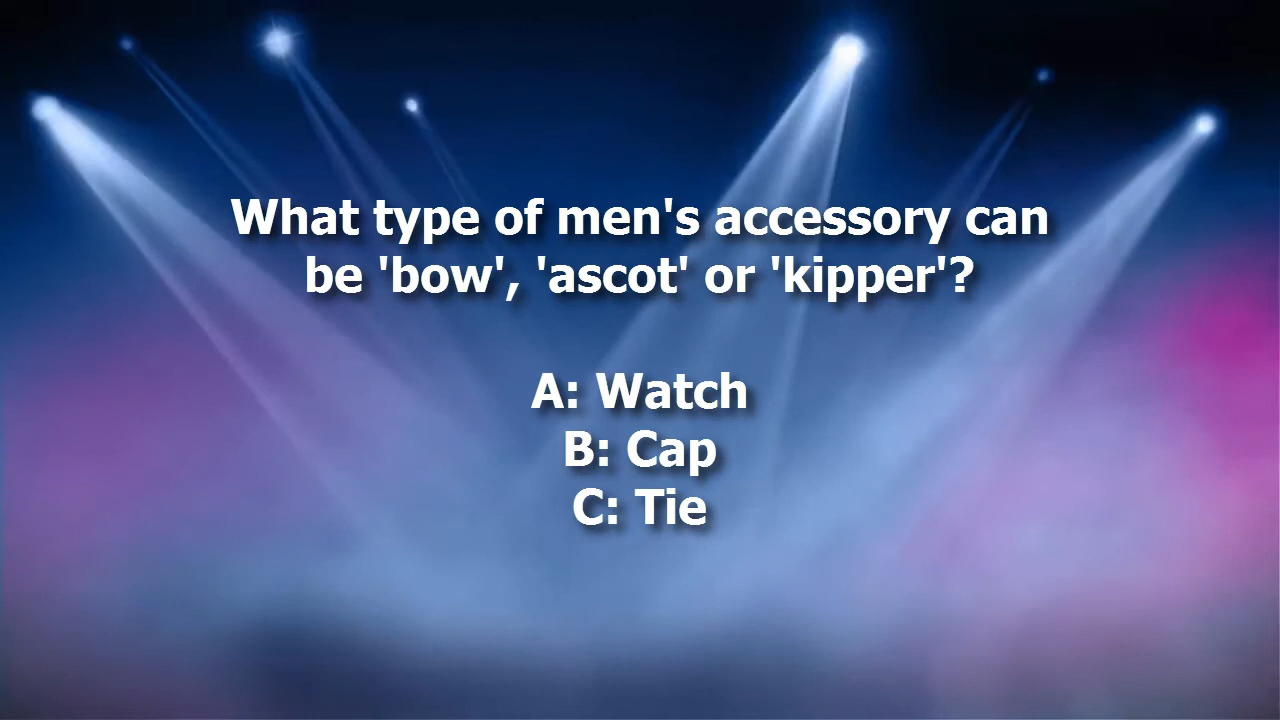 What type of men's accessory can
be 'bow', 'ascot' or 'kipper'?
A: Watch
B: Cap
C: Tie